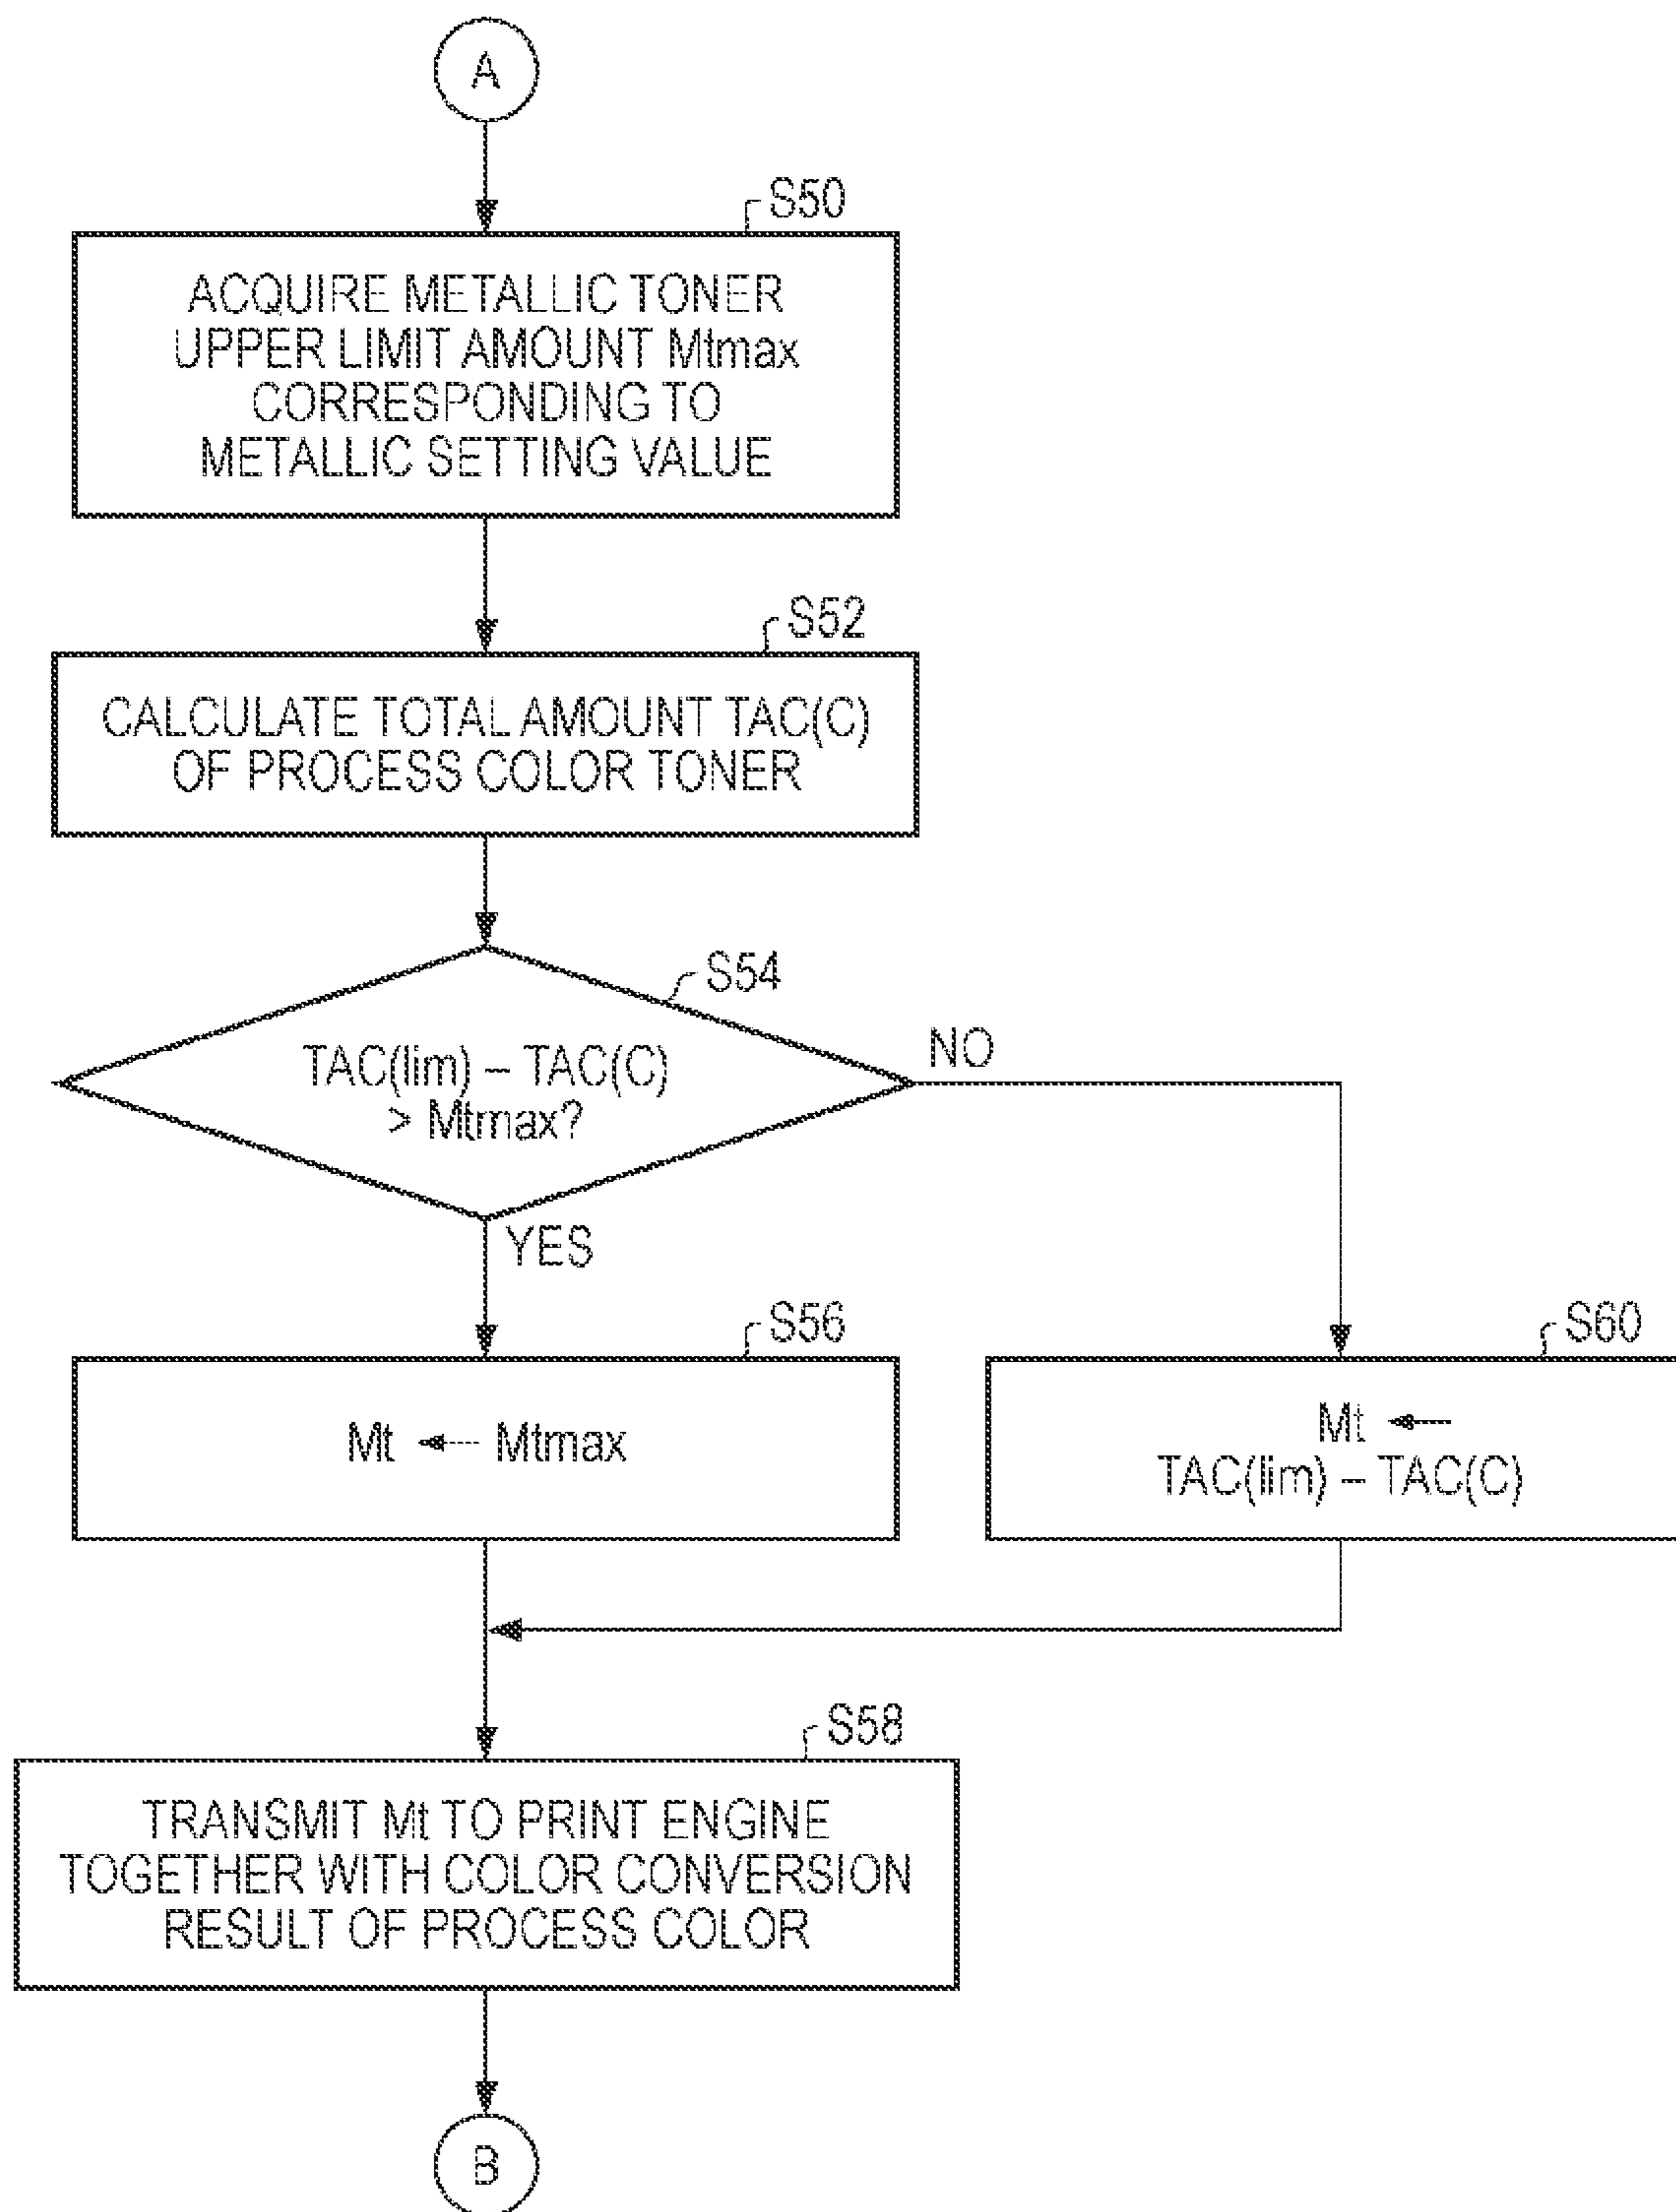 A
S50
ACQUIRE METALLIC TONER
UPPER LIMIT AMOUNT Mtmax
CORRESPONDING TO
METALLIC SETTING VALUE
S52
CALCULATE TOTAL AMOUNT TAC(C)
OF PROCESS COLOR TONER
S54
TAC(lim) – TAC(C)
> Mtmax?
NO
YES
S56
Mt ← Mtmax
S60
Mt ←
TAC(lim) – TAC(C)
S58
TRANSMIT Mt TO PRINT ENGINE
TOGETHER WITH COLOR CONVERSION
RESULT OF PROCESS COLOR
B